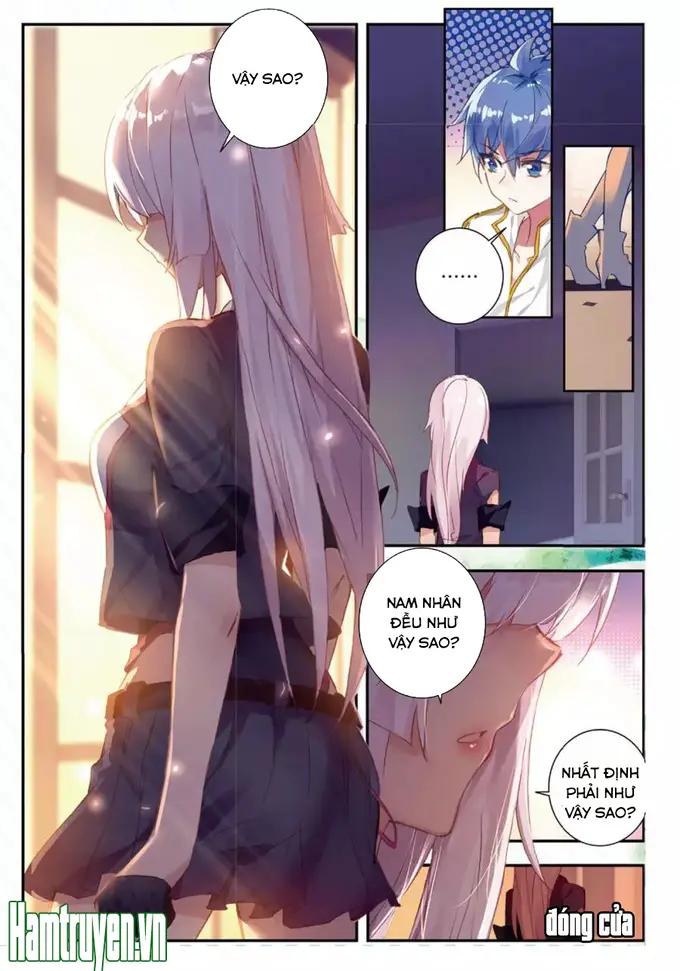 VẬY SAO?
......
NAM NHÂN
ĐỀU NHƯ
VẬY SAO?
NHẤT ĐỊNH
PHẢI NHƯ
VẬY SAO?
đóng cửa
Hamtruyen.vn